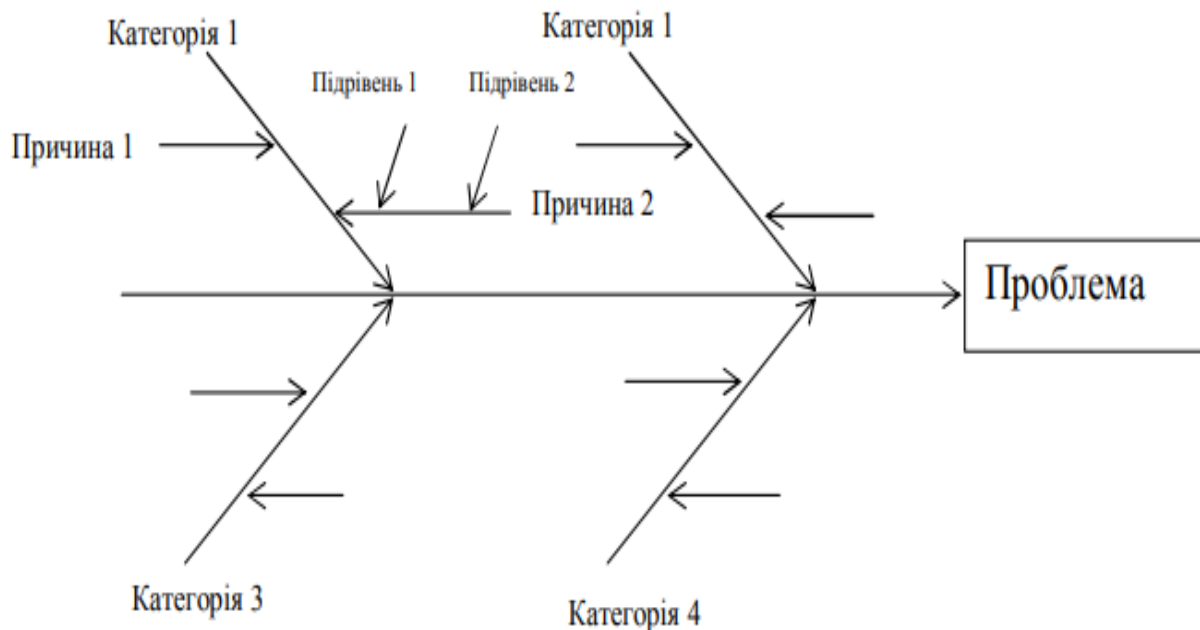 Категорія 1
Категорія 1
Підрівень 1
Підрівень 2
Причина 1
Причина 2
Проблема
Категорія 3
Категорія 4